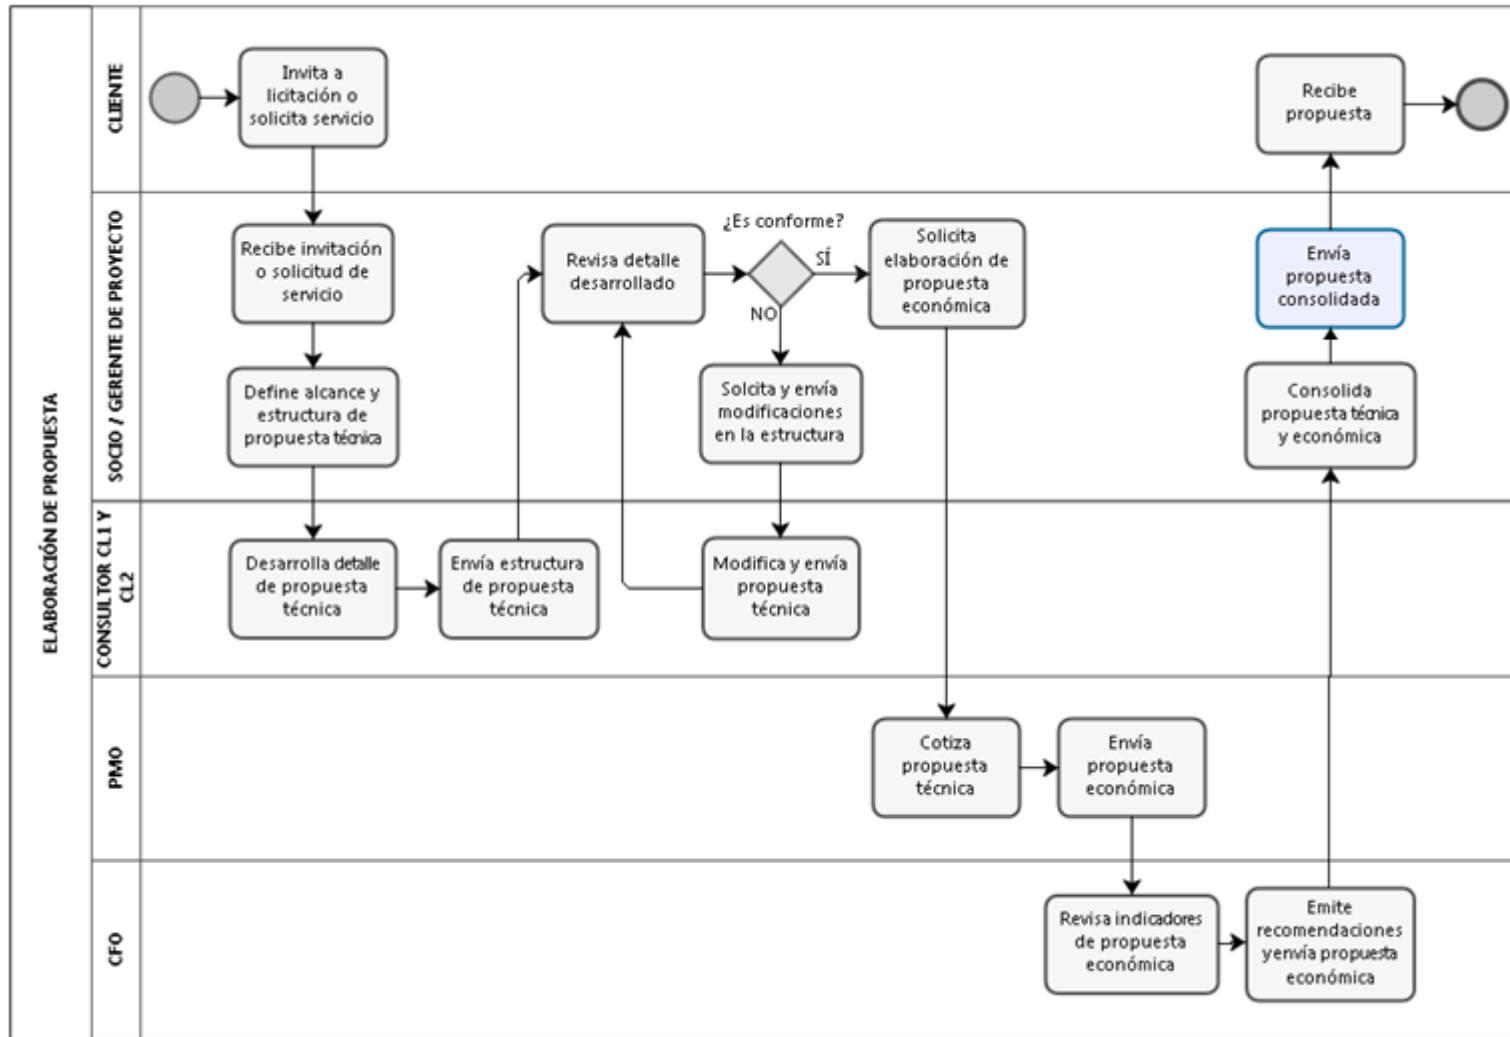 ELABORACIÓN DE PROPUESTA
CLIENTE
Invita a
licitación o
solicita servicio
Recibe
propuesta
SOCIO / GERENTE DE PROYECTO
Recibe invitación
o solicitud de
servicio
Define alcance y
estructura de
propuesta técnica
Revisa detalle
desarrollado
¿Es conforme?
SÍ
NO
Solcita y envía
modificaciones
en la estructura
Solicita
elaboración de
propuesta
económica
Envía
propuesta
consolidada
Consolida
propuesta técnica
y económica
CONSULTOR CL1 Y
CL2
Desarrolla detalle
de propuesta
técnica
Envía estructura
de propuesta
técnica
Modifica y envía
propuesta
técnica
PMO
Cotiza
propuesta
técnica
Envía
propuesta
económica
CFO
Revisa indicadores
de propuesta
económica
Emite
recomendaciones
y envía propuesta
económica